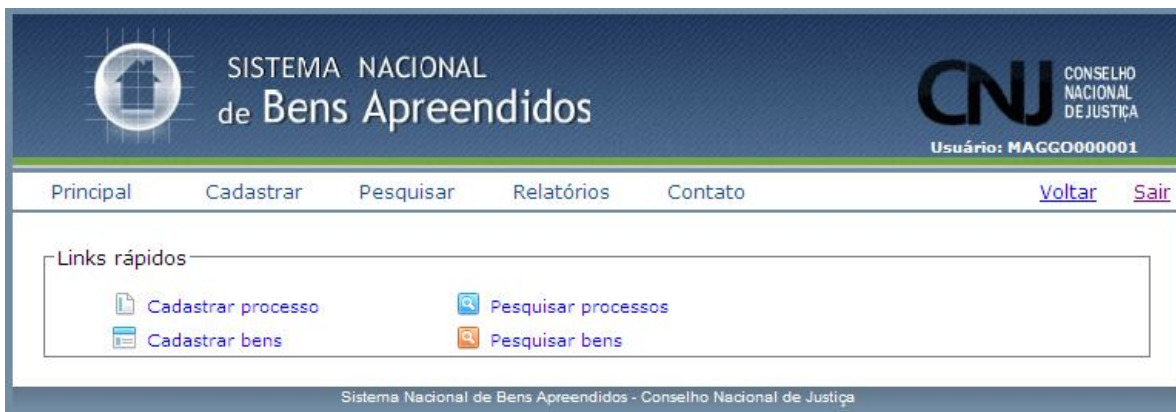 SISTEMA NACIONAL
de Bens Apreendidos
CNJ
CONSELHO
NACIONAL
DE JUSTIÇA
Usuário: MAGGO000001
Principal Cadastrar Pesquisar Relatórios Contato Voltar Sair
Links rápidos
Cadastrar processo Pesquisar processos
Cadastrar bens Pesquisar bens
Sistema Nacional de Bens Apreendidos - Conselho Nacional de Justiça